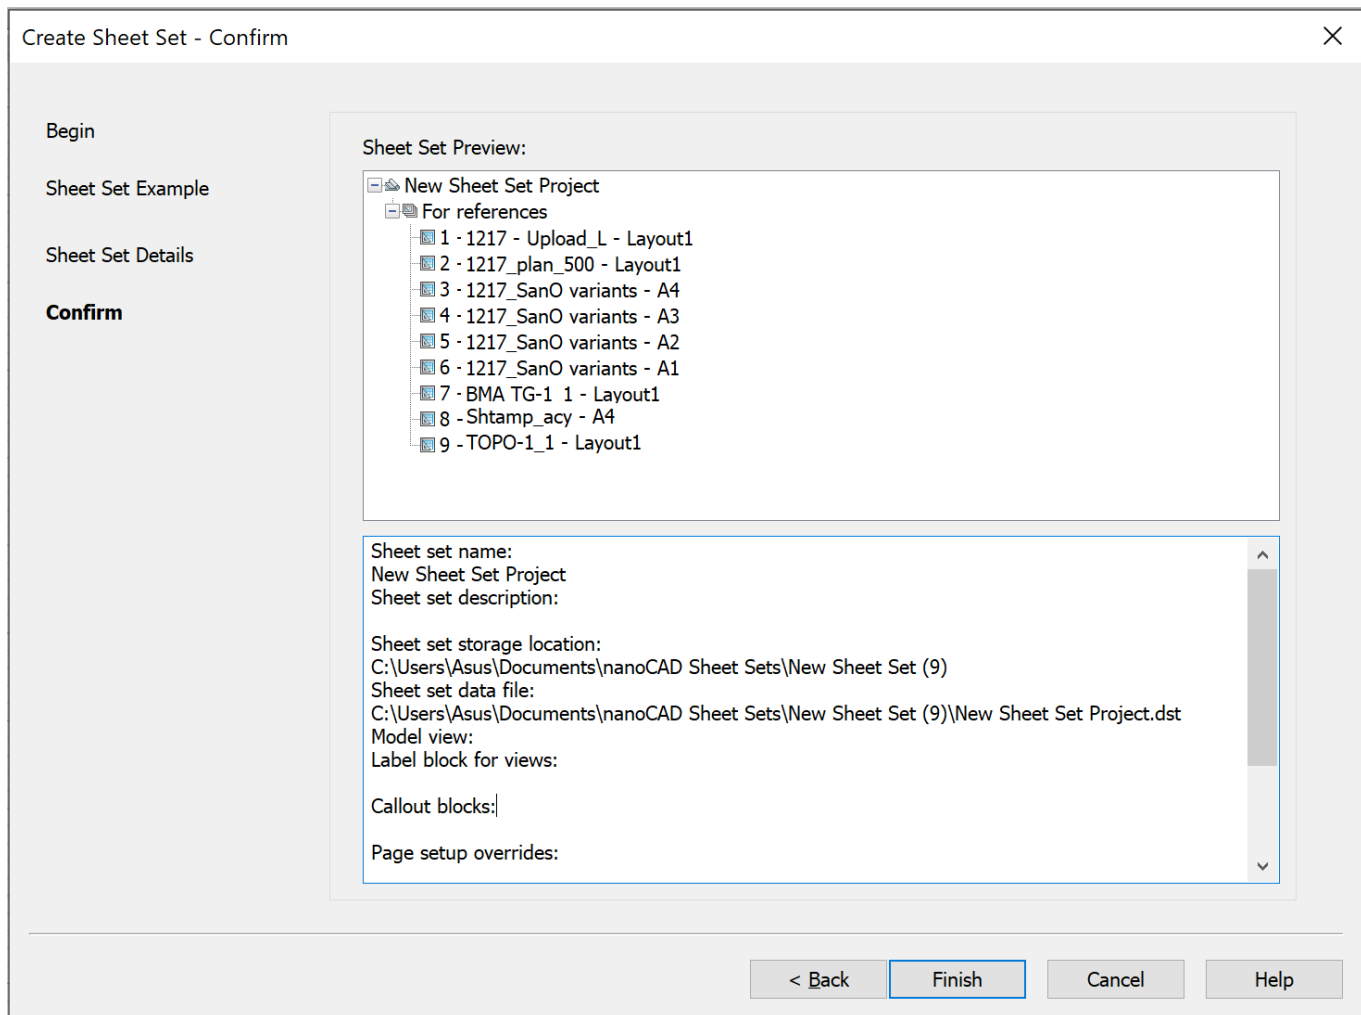 Create Sheet Set - Confirm
Begin
Sheet Set Example
Sheet Set Details
Confirm
Sheet Set Preview:
New Sheet Set Project
For references
1 - 1217 - Upload_L - Layout1
2 - 1217_plan_500 - Layout1
3 - 1217_SanO variants - A4
4 - 1217_SanO variants - A3
5 - 1217_SanO variants - A2
6 - 1217_SanO variants - A1
7 - BMA TG-1 1 - Layout1
8 - Shtamp_acy - A4
9 - TOPO-1_1 - Layout1
Sheet set name:
New Sheet Set Project
Sheet set description:
Sheet set storage location:
C:\Users\Asus\Documents\nanoCAD Sheet Sets\New Sheet Set (9)
Sheet set data file:
C:\Users\Asus\Documents\nanoCAD Sheet Sets\New Sheet Set (9)\New Sheet Set Project.dst
Model view:
Label block for views:
Callout blocks:
Page setup overrides:
< Back Finish Cancel Help